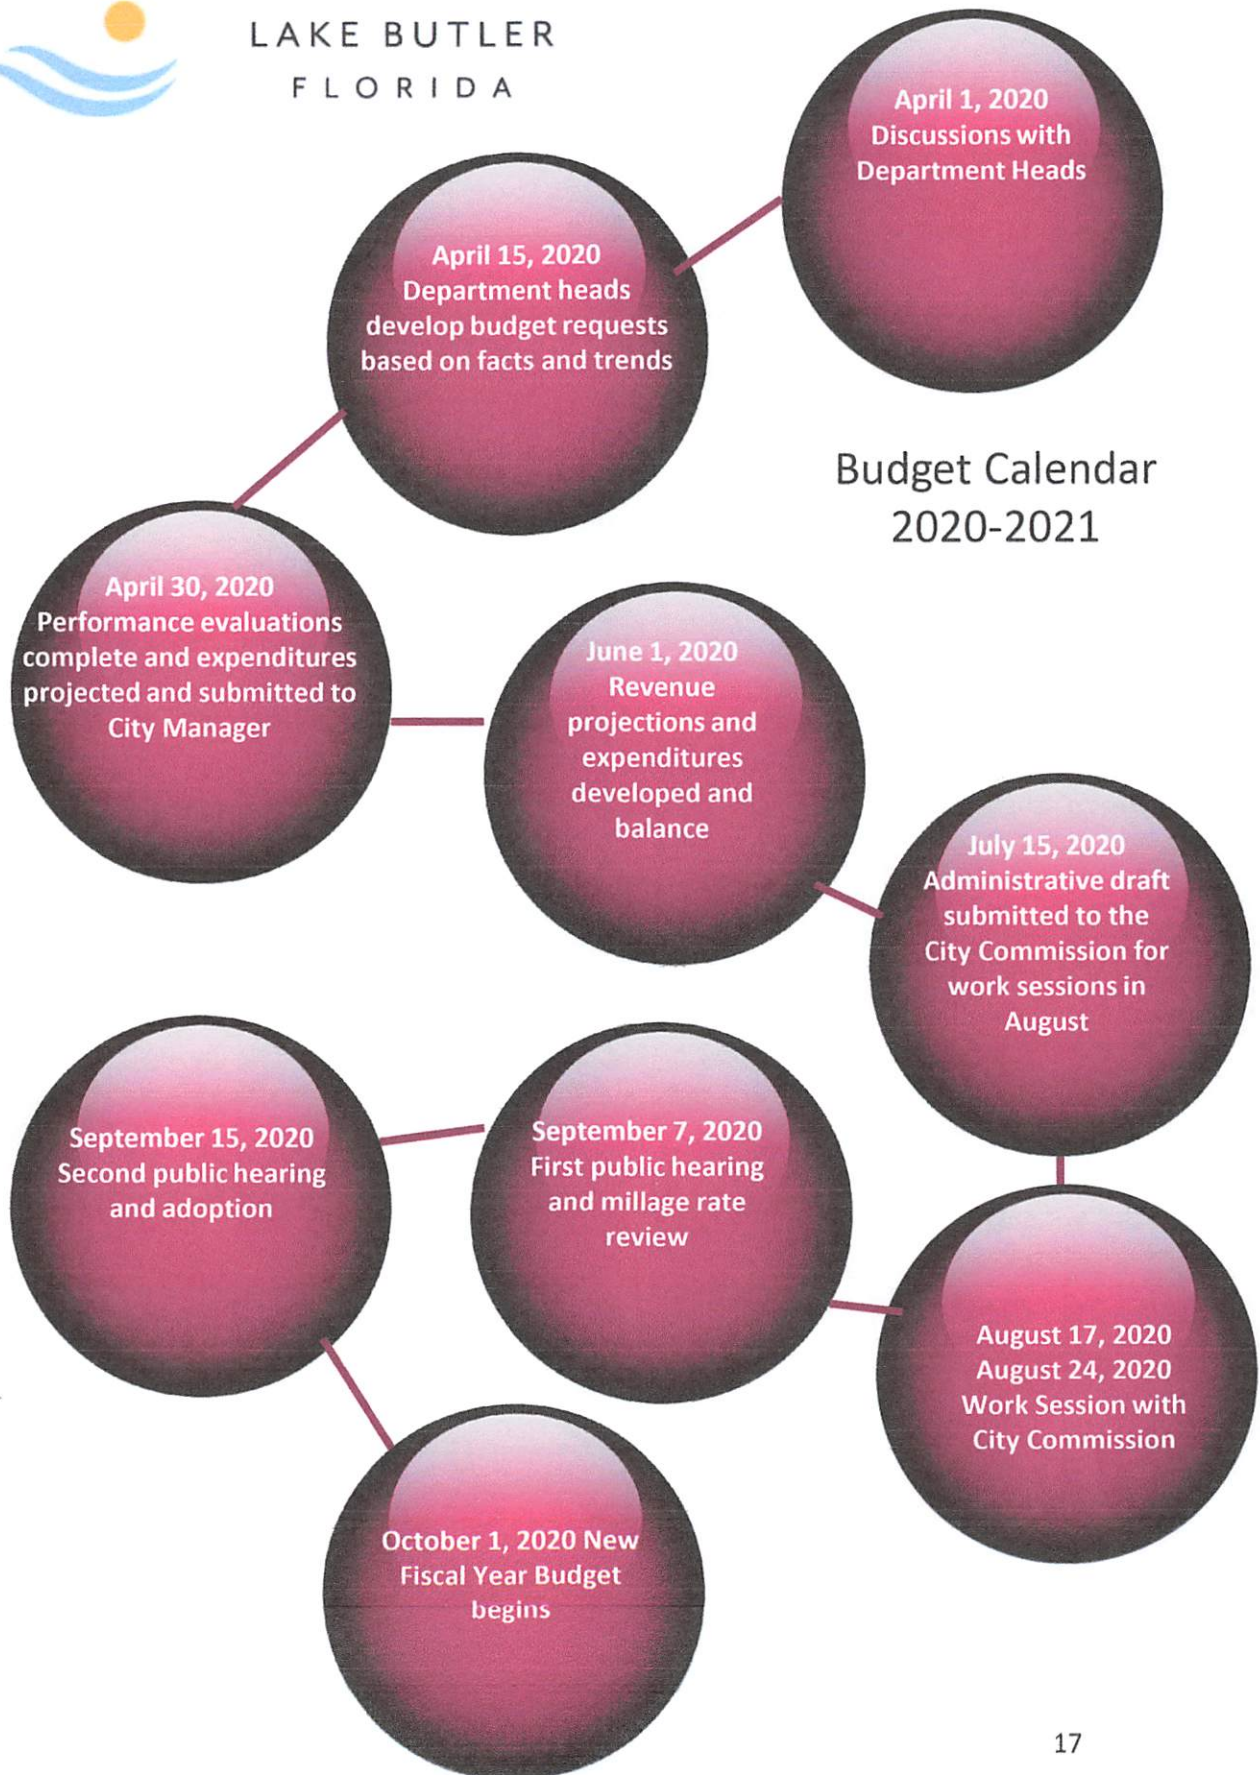 LAKE BUTLER
FLORIDA
April 1, 2020
Discussions with
Department Heads
April 15, 2020
Department heads
develop budget requests
based on facts and trends
Budget Calendar
2020-2021
April 30, 2020
Performance evaluations
complete and expenditures
projected and submitted to
City Manager
June 1, 2020
Revenue
projections and
expenditures
developed and
balance
July 15, 2020
Administrative draft
submitted to the
City Commission for
work sessions in
August
August 17, 2020
August 24, 2020
Work Session with
City Commission
September 7, 2020
First public hearing
and millage rate
review
September 15, 2020
Second public hearing
and adoption
October 1, 2020 New
Fiscal Year Budget
begins
17